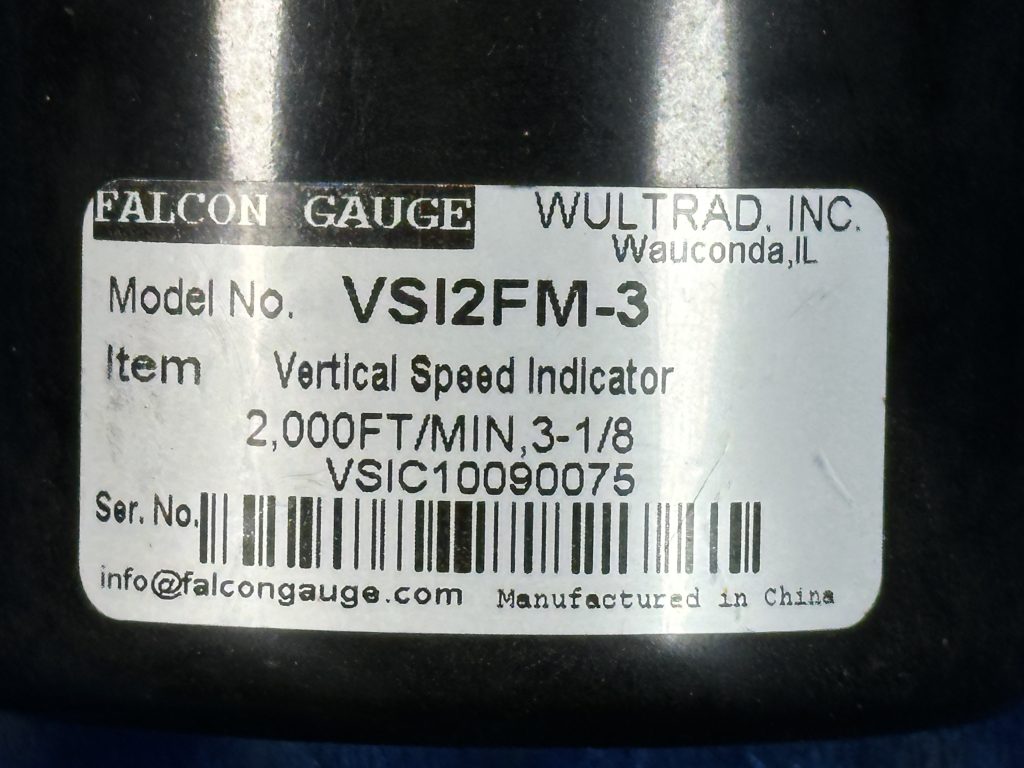 FALCON GAUGE WULTRAD, INC.
Wauconda,IL
Model No. VSI2FM-3
Item Vertical Speed Indicator
2,000FT/MIN,3-1/8
VSIC10090075
Ser. No.
info@falcongauge.com Manufactured in China